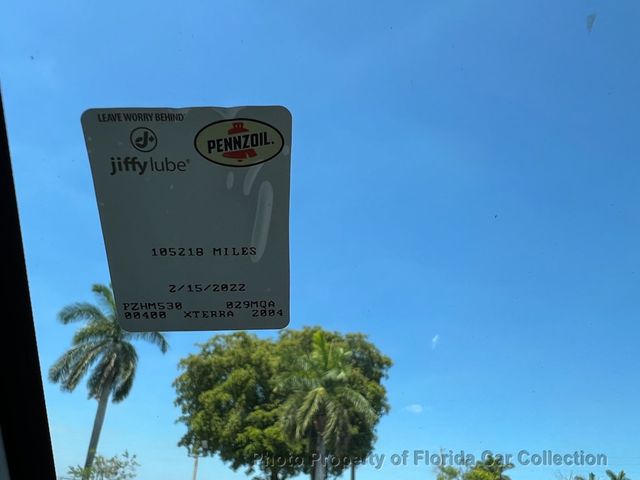 LEAVE WORRY BEHIND
jiffy lube®
PENNZOIL.
105218 MILES
2/15/2022
PZHM530 029MQA
00400 XTERRA 2004
Photo Property of Florida Car Collection